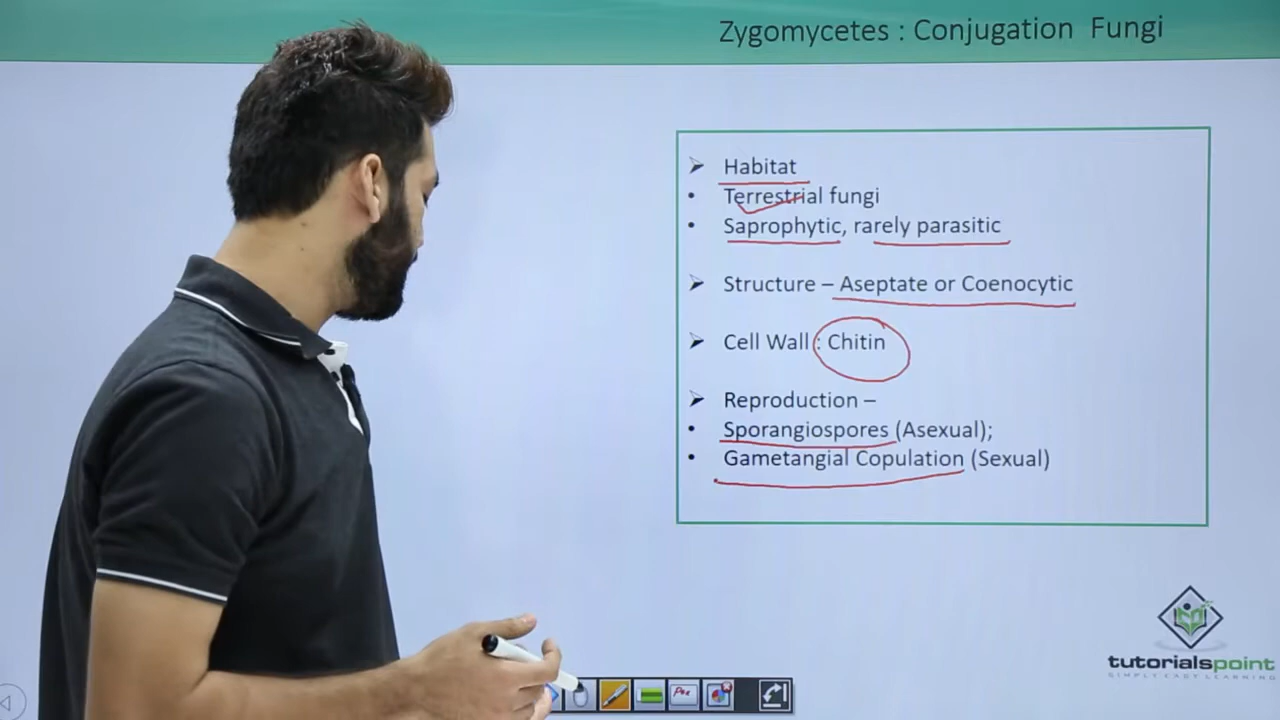 Zygomycetes : Conjugation Fungi
➢ Habitat
• Terrestrial fungi
• Saprophytic, rarely parasitic
➢ Structure – Aseptate or Coenocytic
➢ Cell Wall : Chitin
➢ Reproduction –
• Sporangiospores (Asexual);
• Gametangial Copulation (Sexual)
tutorialspoint
SIMPLY EASY LEARNING
Pen